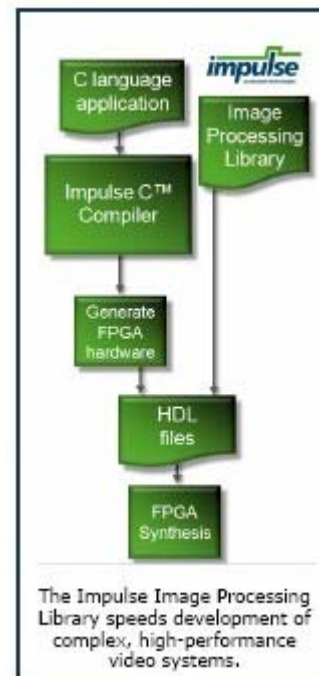 impulse
C language
application
Image
Processing
Library
Impulse C™
Compiler
Generate
FPGA
hardware
HDL
files
FPGA
Synthesis
The Impulse Image Processing
Library speeds development of
complex, high-performance
video systems.